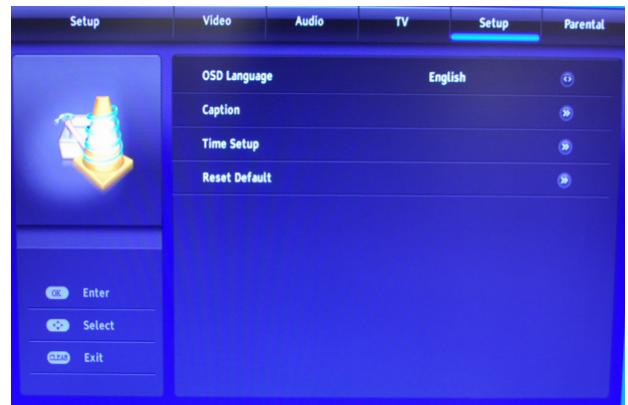 Setup Video Audio TV Setup Parental
OSD Language English
Caption
Time Setup
Reset Default
OK Enter
Select
CLEAR Exit